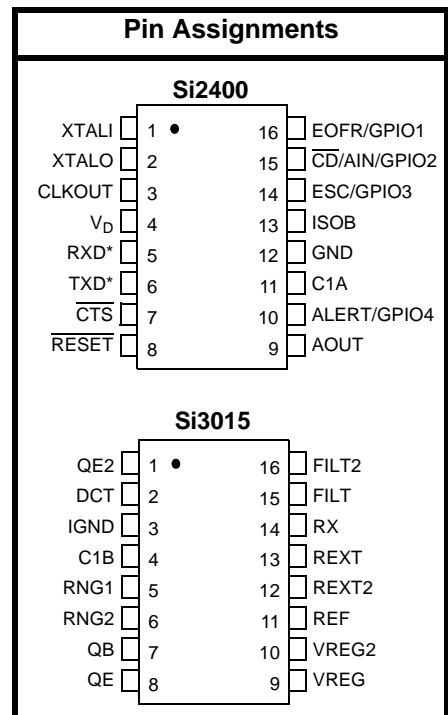 Pin Assignments
Si2400
XTALI 1 16 EOFR/GPIO1
XTALO 2 15 CD/AIN/GPIO2
CLKOUT 3 14 ESC/GPIO3
VD 4 13 ISOB
RXD* 5 12 GND
TXD* 6 11 C1A
CTS 7 10 ALERT/GPIO4
RESET 8 9 AOUT
Si3015
QE2 1 16 FILT2
DCT 2 15 FILT
IGND 3 14 RX
C1B 4 13 REXT
RNG1 5 12 REXT2
RNG2 6 11 REF
QB 7 10 VREG2
QE 8 9 VREG